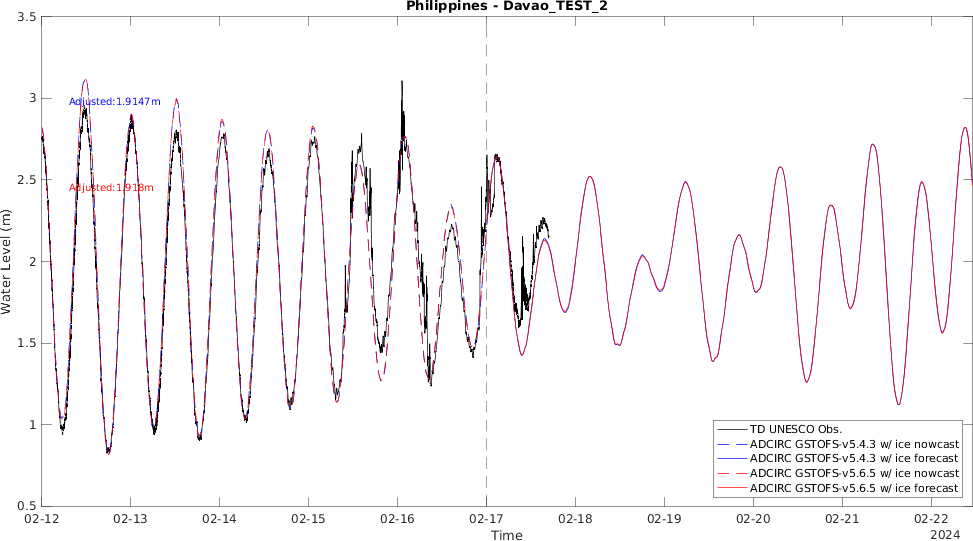 Philippines - Davao_TEST_2
3.5
3
2.5
2
1.5
1
0.5
Water Level (m)
Adjusted:1.9147m
Adjusted:1.918m
TD UNESCO Obs.
ADCIRC GSTOFS-v5.4.3 w/ ice nowcast
ADCIRC GSTOFS-v5.4.3 w/ ice forecast
ADCIRC GSTOFS-v5.6.5 w/ ice nowcast
ADCIRC GSTOFS-v5.6.5 w/ ice forecast
02-12 02-13 02-14 02-15 02-16 02-17 02-18 02-19 02-20 02-21 02-22
Time
2024